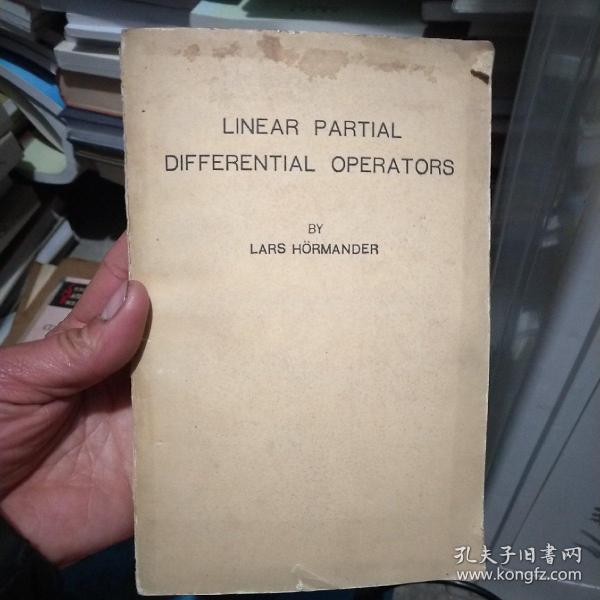 LINEAR PARTIAL
DIFFERENTIAL OPERATORS
BY
LARS HÖRMANDER
孔夫子旧书网
www.kongfz.com